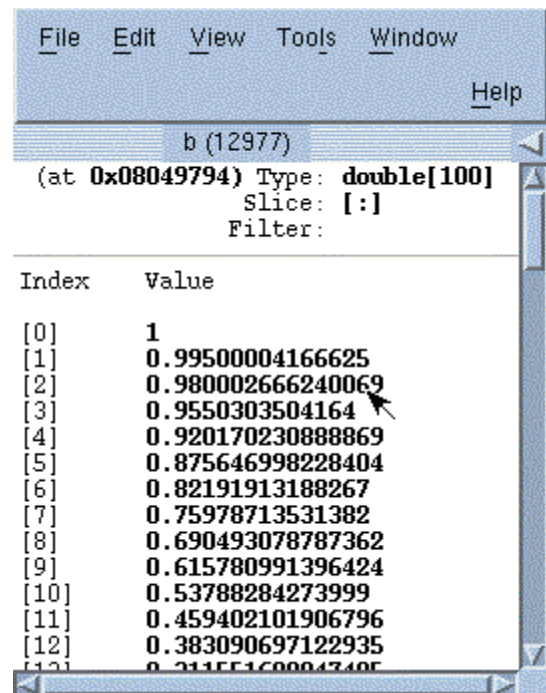 File Edit View Tools Window
Help
b (12977)
(at 0x08049794) Type: double[100]
Slice: [:]
Filter:
Index Value
[0] 1
[1] 0.99500004166625
[2] 0.980002666240069
[3] 0.9550303504164
[4] 0.920170230888869
[5] 0.875646998228404
[6] 0.82191913188267
[7] 0.75978713531382
[8] 0.690493078787362
[9] 0.615780991396424
[10] 0.53788284273999
[11] 0.459402101906796
[12] 0.383090697122935